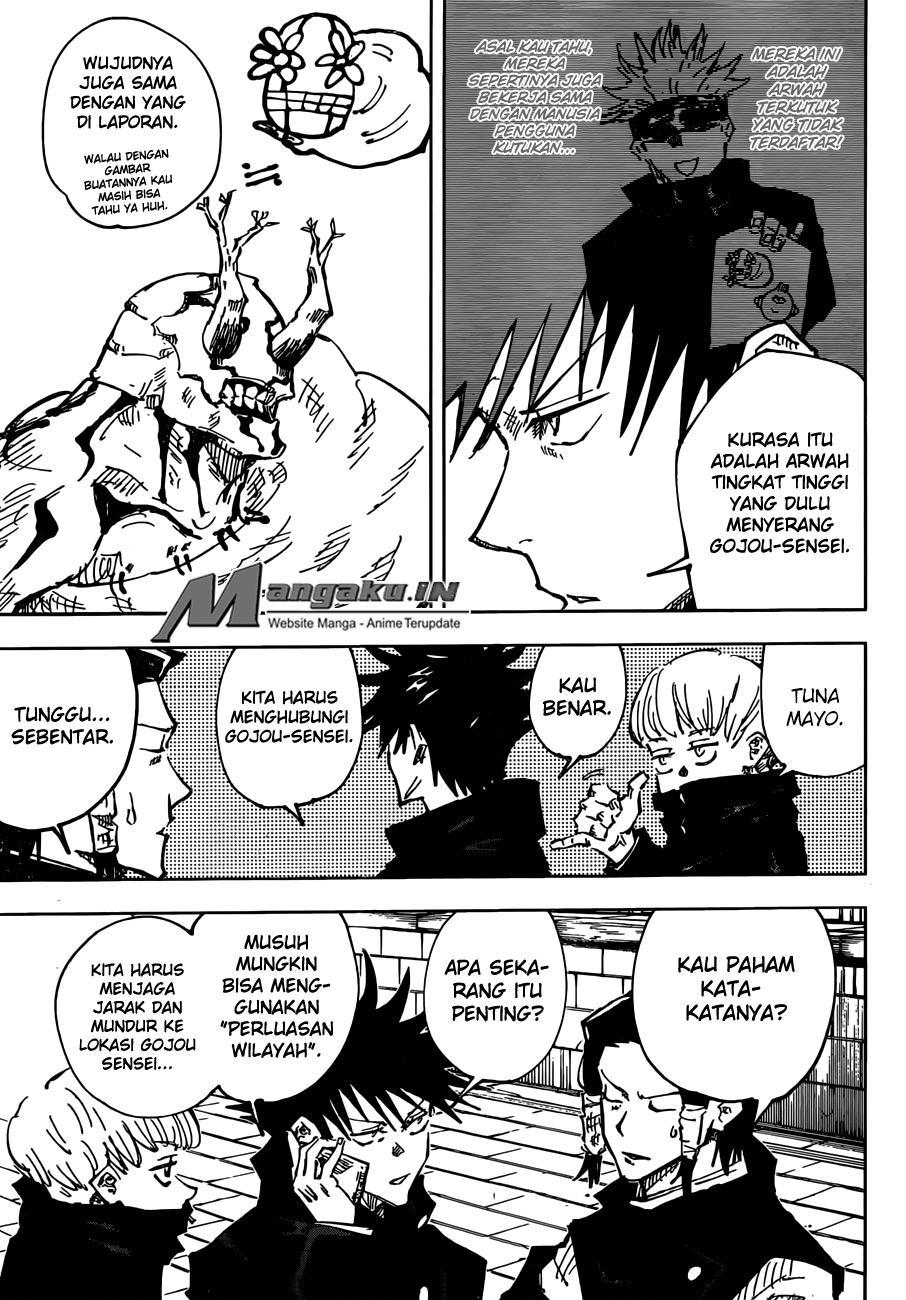 MEREKA INI
ADALAH
ARWAH
TERKUTUK
YANG TIDAK
TERDAFTAR!
ASAL KAU TAHU,
MEREKA
SEPERTINYA JUGA
BEKERJA SAMA
DENGAN MANUSIA
PENGGUNA
KUTUKAN...
KURASA ITU
ADALAH ARWAH
TINGKAT TINGGI
YANG DULU
MENYERANG
GOJOU-SENSEI.
WUJUDNYA
JUGA SAMA
DENGAN YANG
DI LAPORAN.
WALAU DENGAN
GAMBAR
BUATANNYA KAU
MASIH BISA
TAHU YA HUH.
Mangaku.iN
Website Manga - Anime Terupdate
TUNA
MAYO.
KAU
BENAR.
KITA HARUS
MENGHUBUNGI
GOJOU-SENSEI.
TUNGGU...
SEBENTAR.
KAU PAHAM
KATA-
KATANYA?
APA SEKA-
RANG ITU
PENTING?
MUSUH
MUNGKIN
BISA MENG-
GUNAKAN
"PERLUASAN
WILAYAH".
KITA HARUS
MENJAGA
JARAK DAN
MUNDUR KE
LOKASI GOJOU
SENSEI...